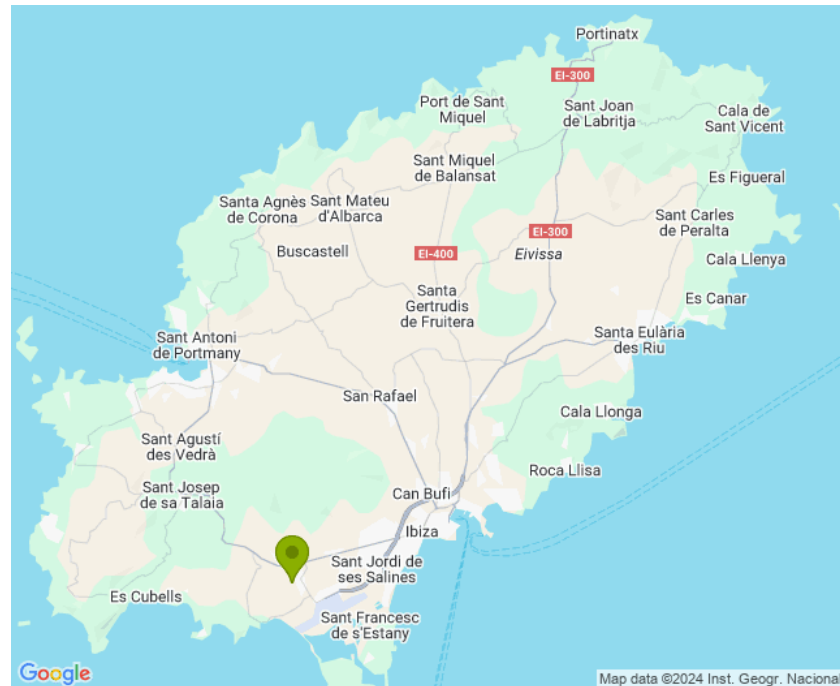 Portinatx
EI-300
Port de Sant
Miquel
Sant Joan
de Labritja
Cala de
Sant Vicent
Sant Miquel
de Balansat
Es Figueral
Santa Agnès
de Corona
Sant Mateu
d'Albarca
Sant Carles
de Peralta
EI-300
Buscastell
EI-400
Eivissa
Cala Llenya
Santa
Gertrudis
de Fruitera
Es Canar
Sant Antoni
de Portmany
Santa Eulària
des Riu
San Rafael
Cala Llonga
Sant Agustí
des Vedrà
Roca Llisa
Sant Josep
de sa Talaia
Can Bufi
Ibiza
Sant Jordi de
ses Salines
Es Cubells
Sant Francesc
de s'Estany
Google
Map data ©2024 Inst. Geogr. Nacional